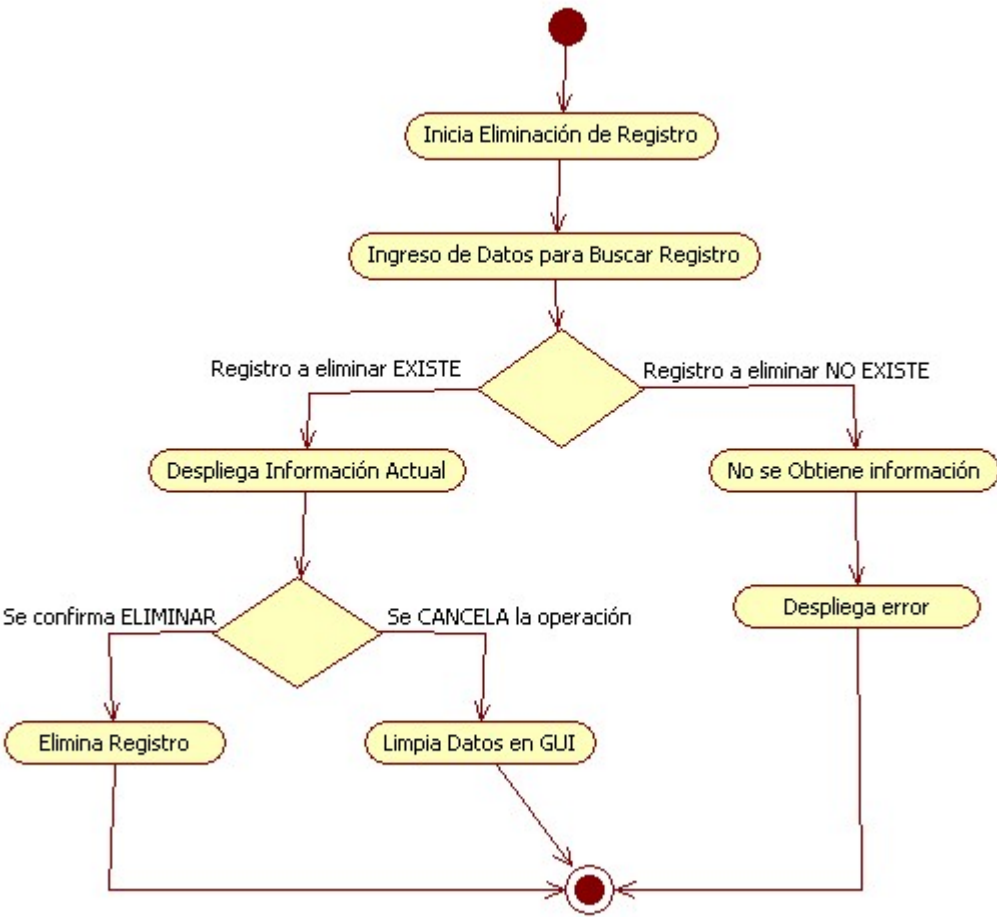 Inicia Eliminación de Registro
Ingreso de Datos para Buscar Registro
Registro a eliminar EXISTE
Registro a eliminar NO EXISTE
Despliega Información Actual
No se Obtiene información
Se confirma ELIMINAR
Se CANCELA la operación
Despliega error
Elimina Registro
Limpia Datos en GUI